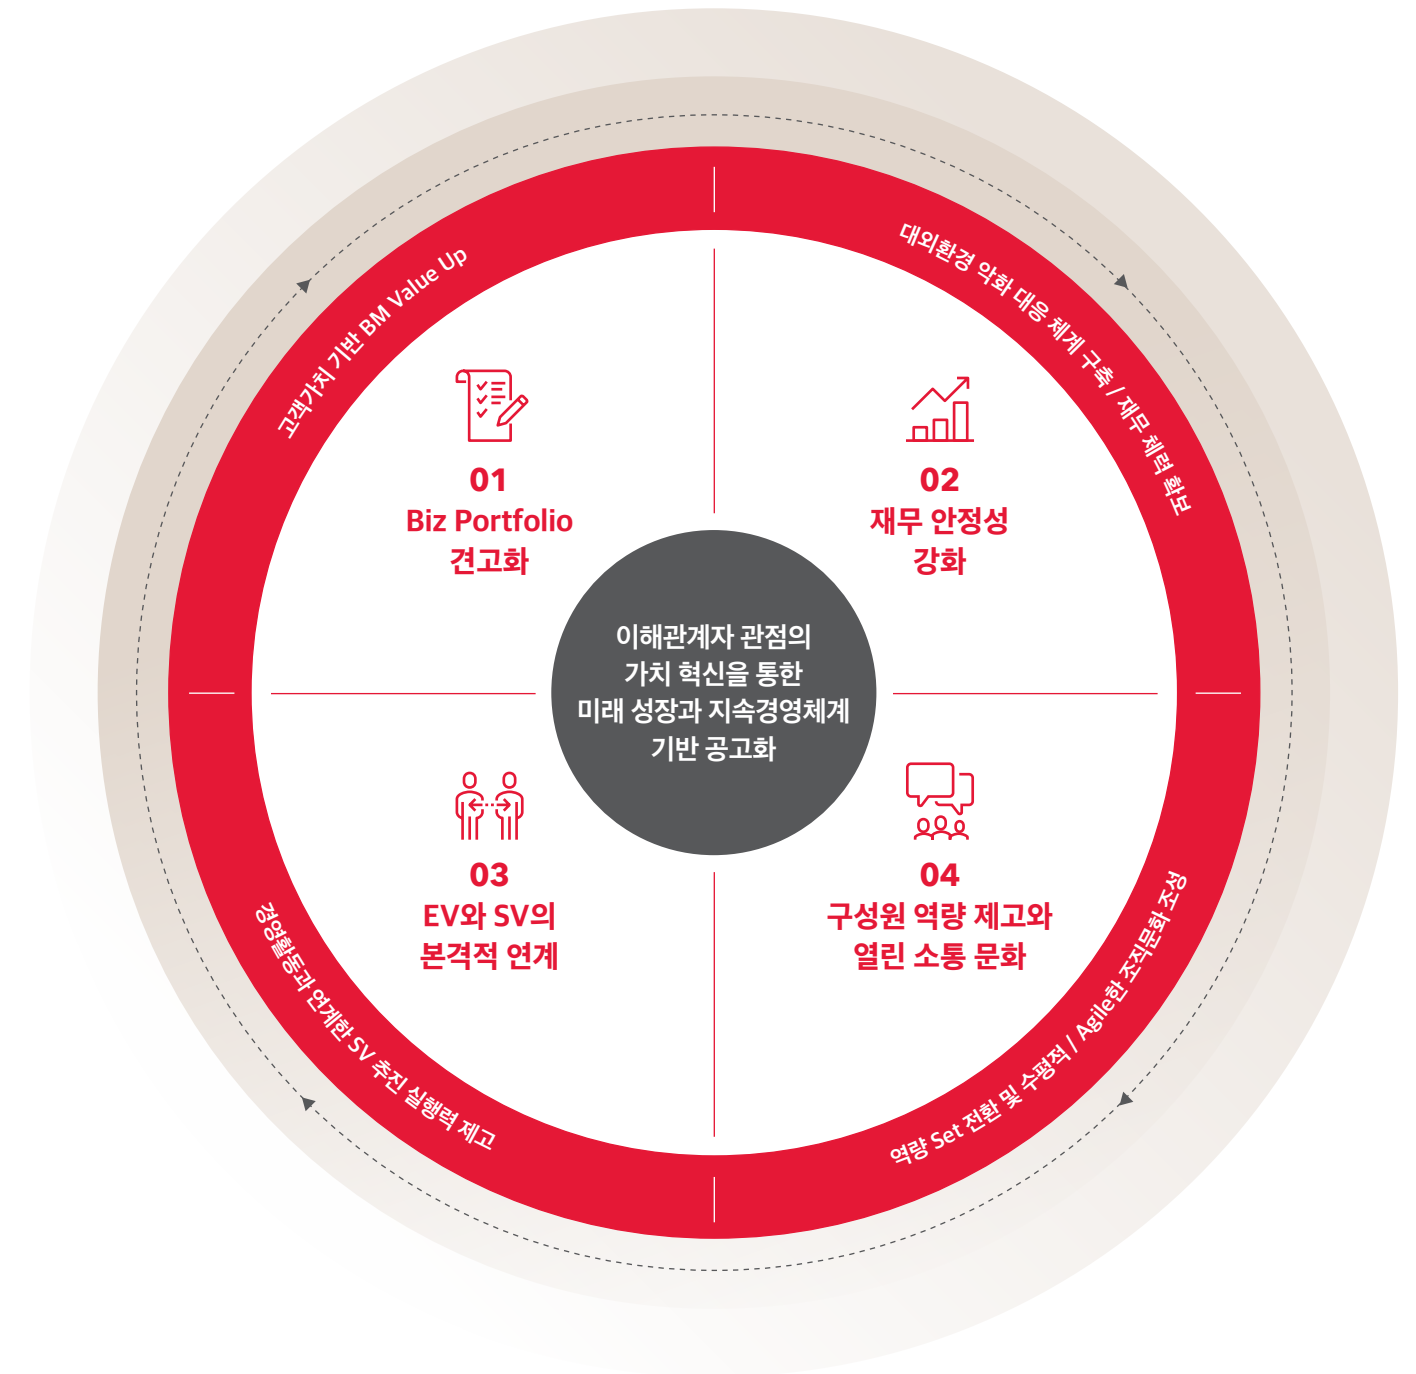 고객가치 기반 BM Value Up
대외환경 악화 대응 체계 구축 / 재무 체력 확보
01
Biz Portfolio
견고화
02
재무 안정성
강화
이해관계자 관점의
가치 혁신을 통한
미래 성장과 지속경영체계
기반 공고화
03
EV와 SV의
본격적 연계
04
구성원 역량 제고와
열린 소통 문화
경영활동과 연계한 SV 추진 실행력 제고
역량 Set 전환 및 수평적 / Agile한 조직문화 조성